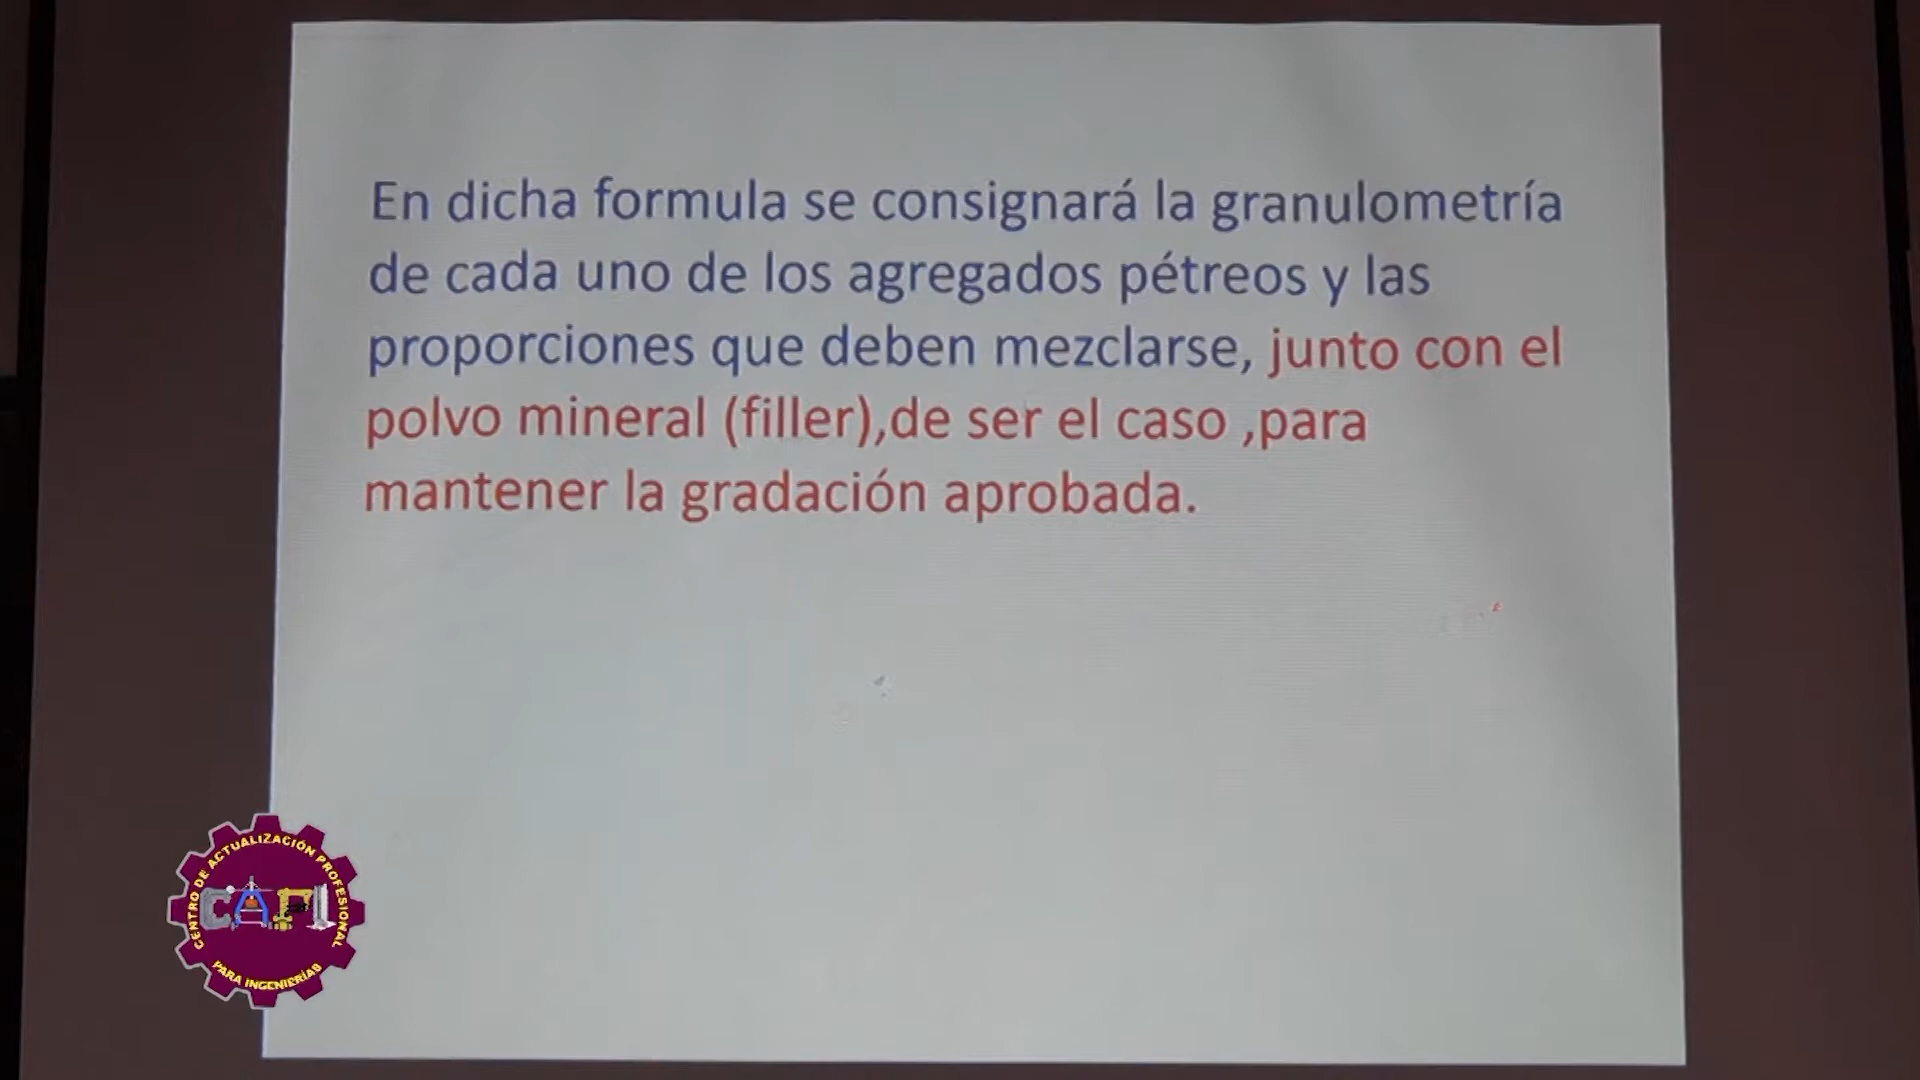 En dicha formula se consignará la granulometría
de cada uno de los agregados pétreos y las
proporciones que deben mezclarse, junto con el
polvo mineral (filler),de ser el caso ,para
mantener la gradación aprobada.
CENTRO DE ACTUALIZACIÓN PROFESIONAL
CAPI
PARA INGENIERÍAS